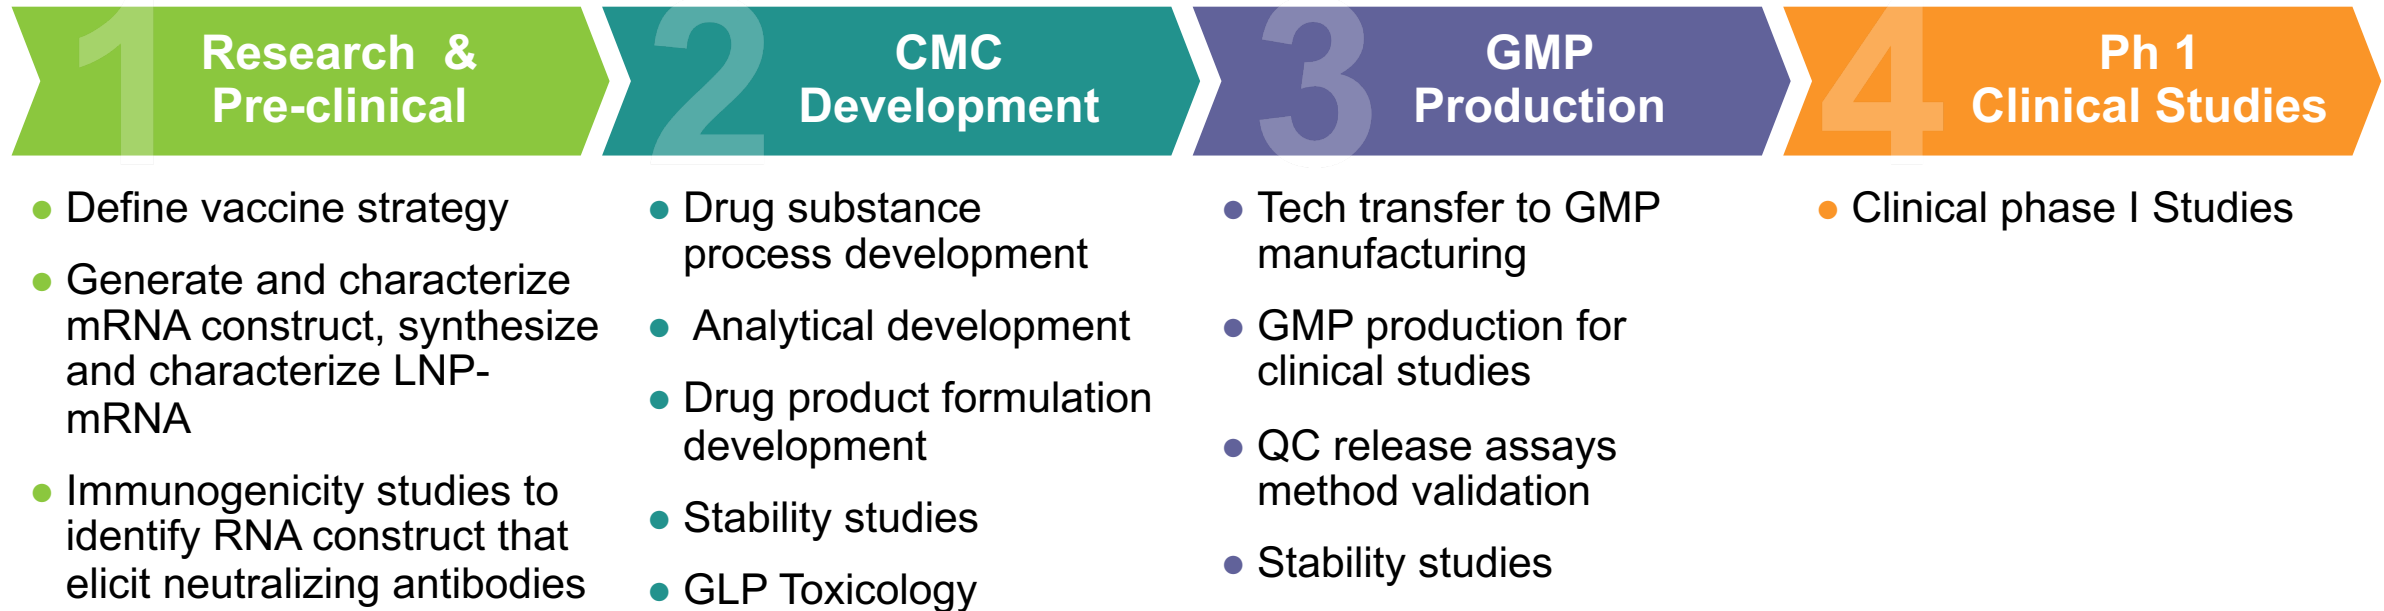 1
Research &
Pre-clinical
● Define vaccine strategy
● Generate and characterize
mRNA construct, synthesize
and characterize LNP-
mRNA
● Immunogenicity studies to
identify RNA construct that
elicit neutralizing antibodies
2
CMC
Development
● Drug substance
process development
● Analytical development
● Drug product formulation
development
● Stability studies
● GLP Toxicology
3
GMP
Production
● Tech transfer to GMP
manufacturing
● GMP production for
clinical studies
● QC release assays
method validation
● Stability studies
4
Ph 1
Clinical Studies
● Clinical phase I Studies